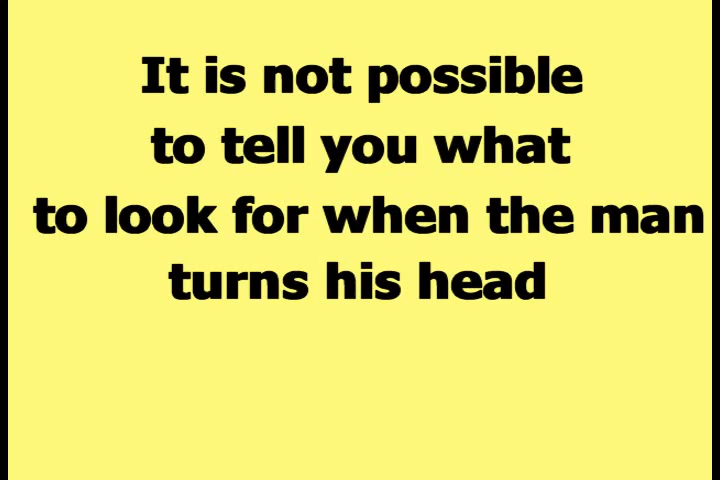 It is not possible
to tell you what
to look for when the man
turns his head